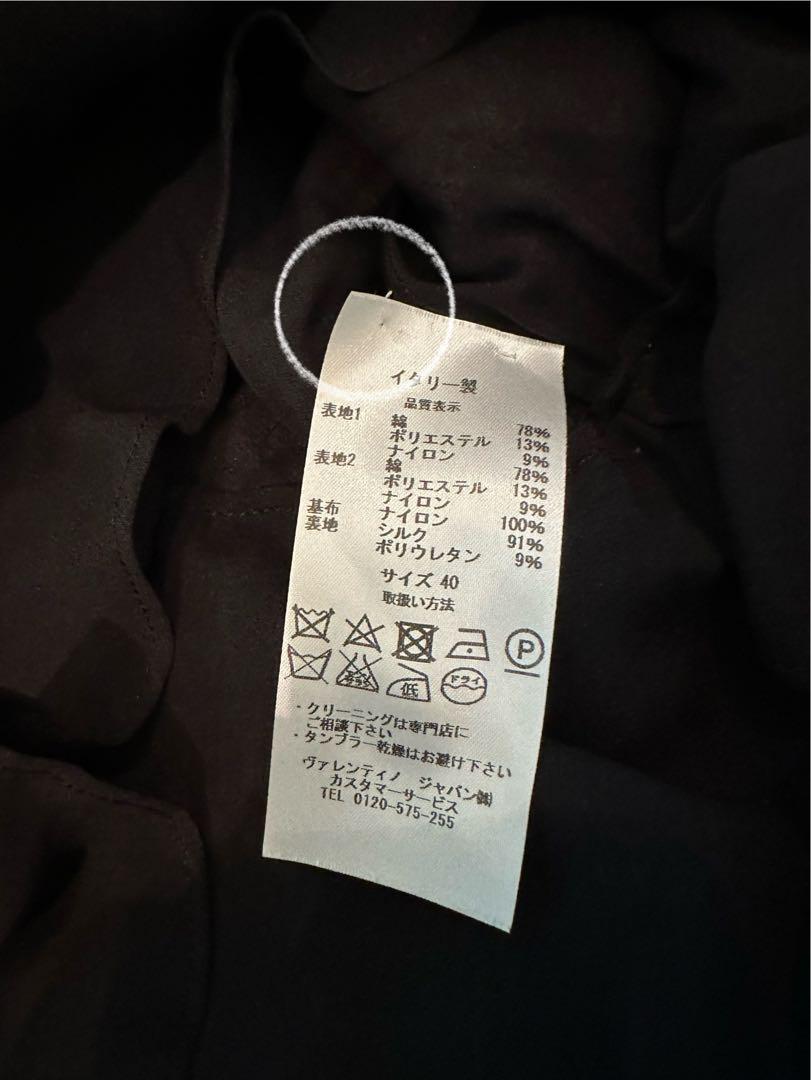 イタリー製
品質表示
表地1 綿 78%
ポリエステル 13%
ナイロン 9%
表地2 綿 78%
ポリエステル 13%
ナイロン 9%
基布 ナイロン 100%
裏地 シルク 91%
ポリウレタン 9%
サイズ 40
取扱い方法
P
低 ドライ
・クリーニングは専門店に
ご相談下さい
・タンブラー乾燥はお避け下さい
ヴァレンティノ ジャパン㈱
カスタマーサービス
TEL 0120-575-255